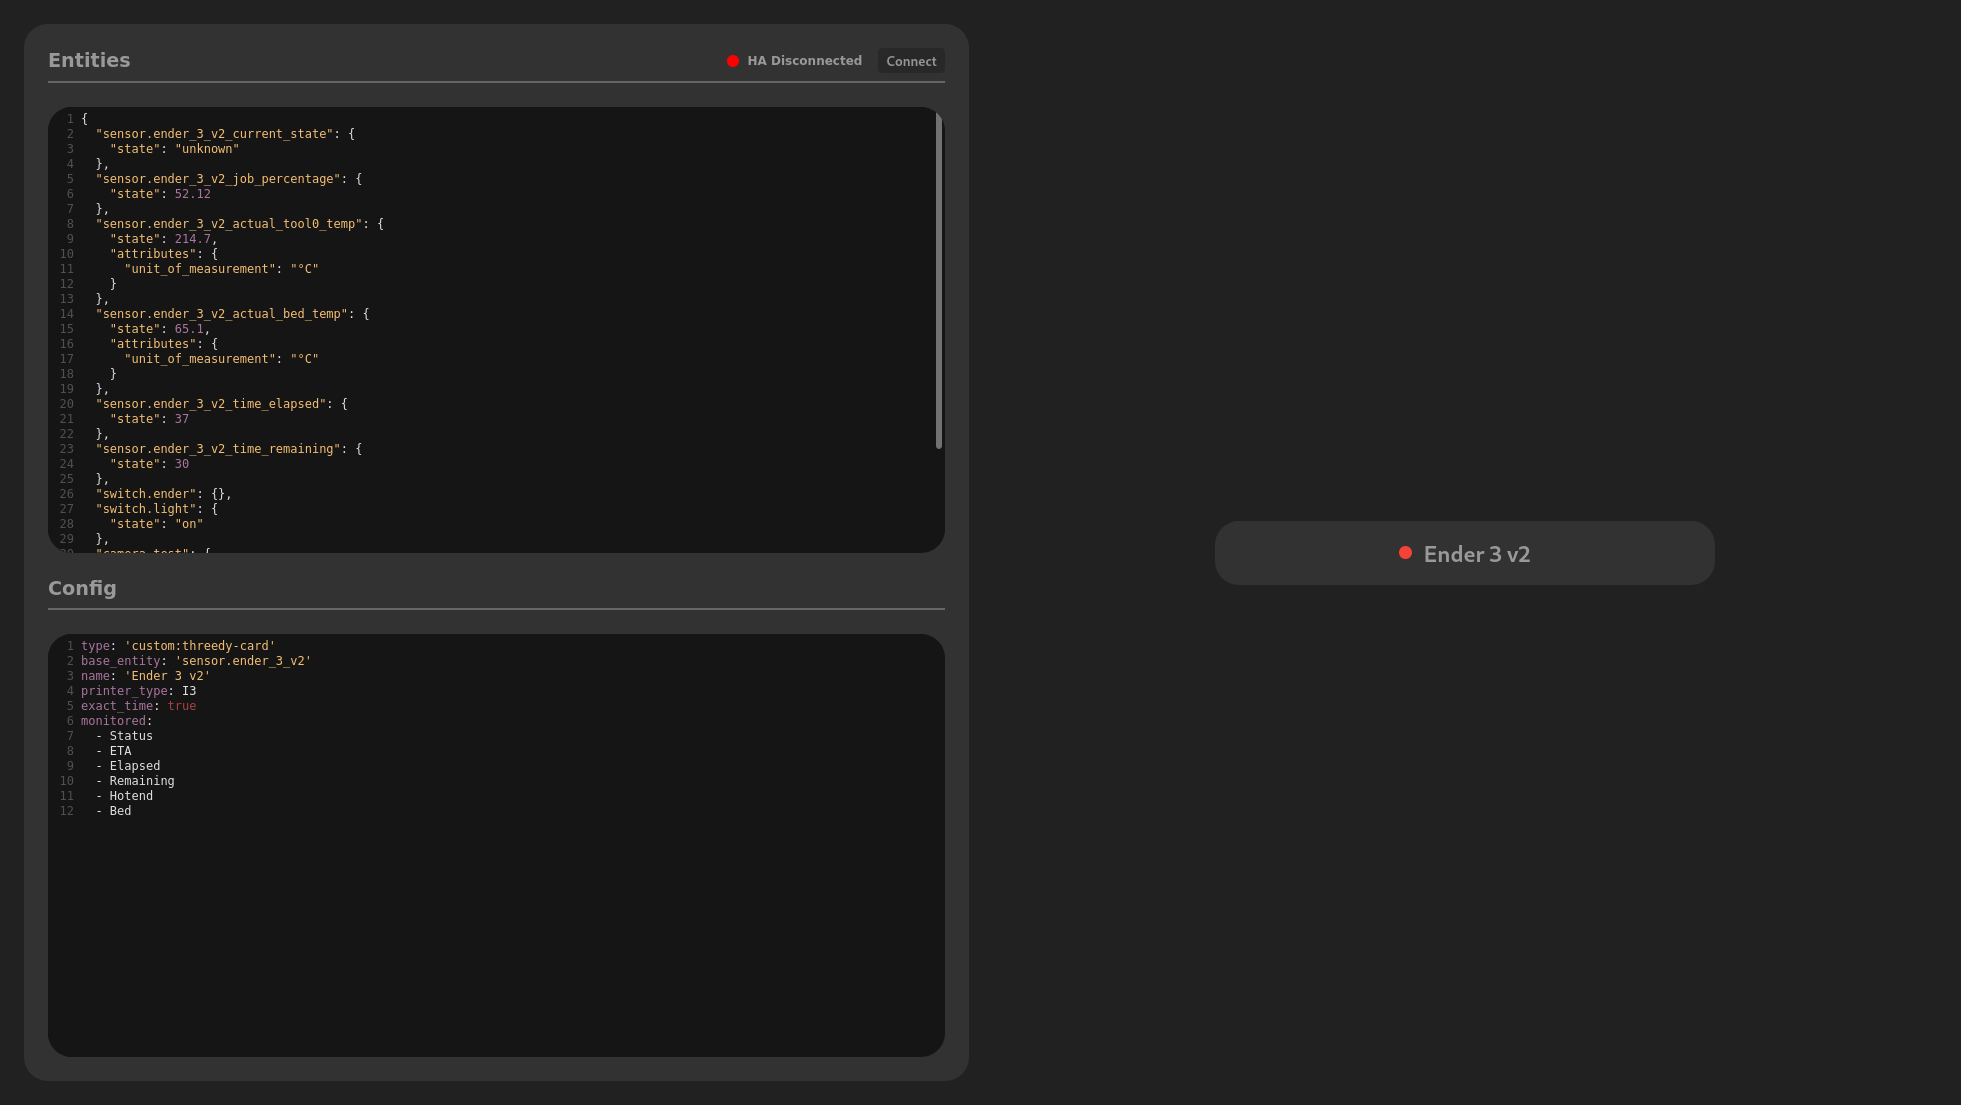 Entities
HA Disconnected
Connect
1 {
2   "sensor.ender_3_v2_current_state": {
3     "state": "unknown"
4   },
5   "sensor.ender_3_v2_job_percentage": {
6     "state": 52.12
7   },
8   "sensor.ender_3_v2_actual_tool0_temp": {
9     "state": 214.7,
10     "attributes": {
11       "unit_of_measurement": "°C"
12     }
13   },
14   "sensor.ender_3_v2_actual_bed_temp": {
15     "state": 65.1,
16     "attributes": {
17       "unit_of_measurement": "°C"
18     }
19   },
20   "sensor.ender_3_v2_time_elapsed": {
21     "state": 37
22   },
23   "sensor.ender_3_v2_time_remaining": {
24     "state": 30
25   },
26   "switch.ender": {},
27   "switch.light": {
28     "state": "on"
29   },
30   "camera.test": {
Config
1 type: 'custom:threedy-card'
2 base_entity: 'sensor.ender_3_v2'
3 name: 'Ender 3 v2'
4 printer_type: I3
5 exact_time: true
6 monitored:
7   - Status
8   - ETA
9   - Elapsed
10   - Remaining
11   - Hotend
12   - Bed
Ender 3 v2